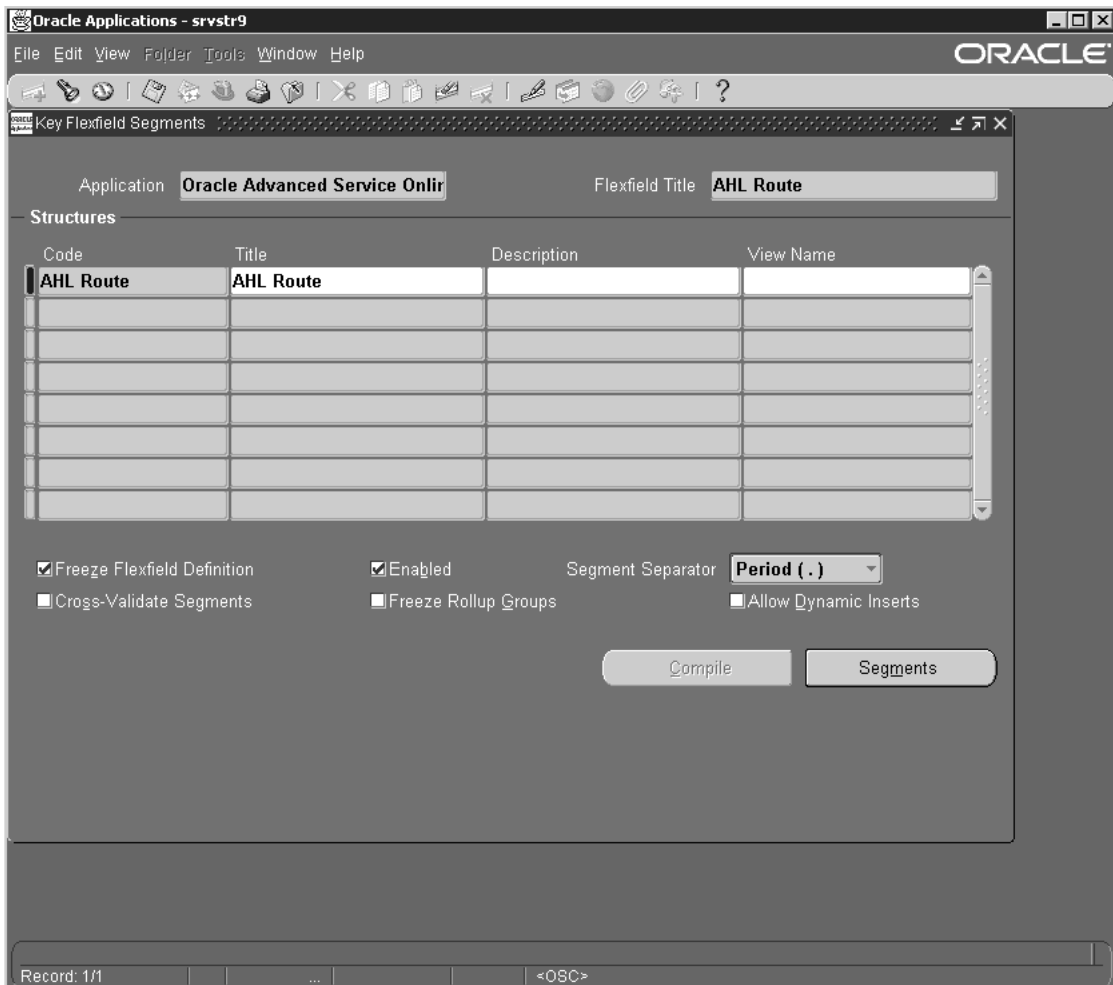 Oracle Applications - srvstr9
File Edit View Folder Tools Window Help
ORACLE
?
Key Flexfield Segments
Application Oracle Advanced Service Onlin Flexfield Title AHL Route
Structures
Code Title Description View Name
AHL Route AHL Route
Freeze Flexfield Definition Enabled Segment Separator Period ( . )
Cross-Validate Segments Freeze Rollup Groups Allow Dynamic Inserts
Compile Segments
Record: 1/1 ... <OSC>